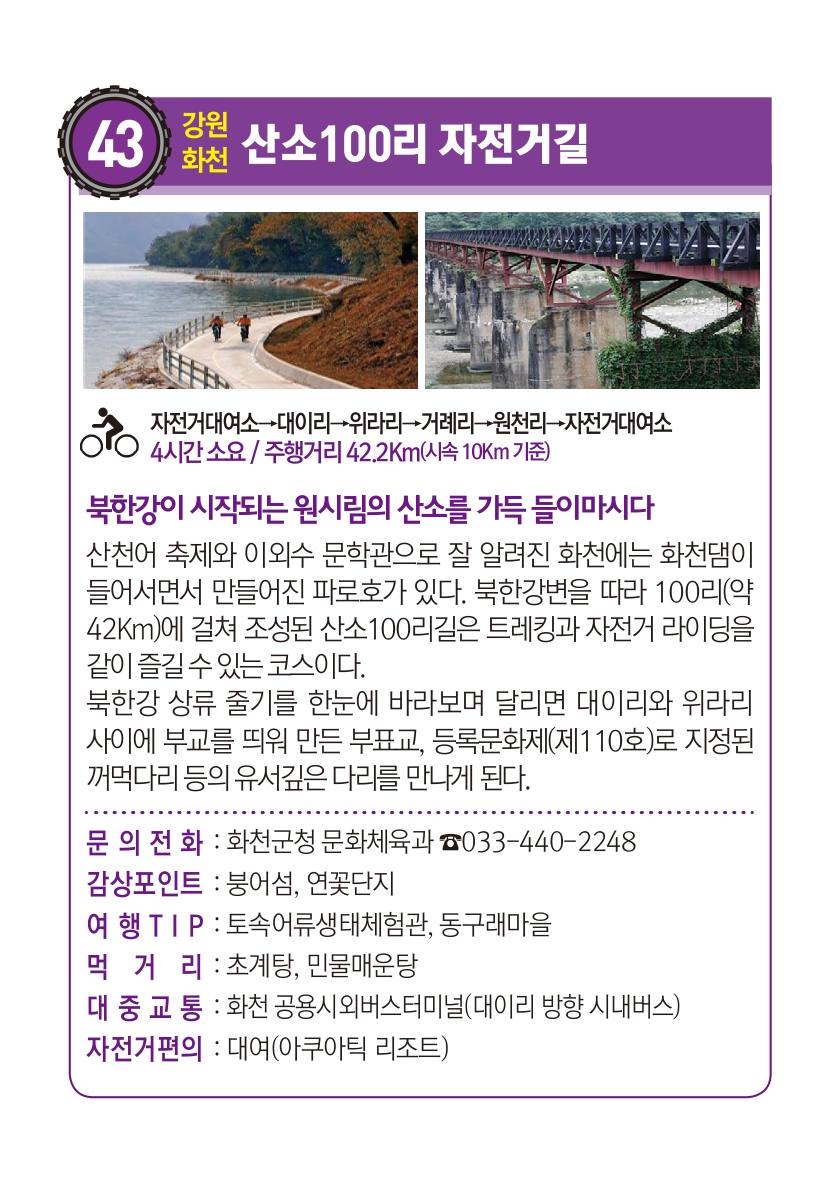 43
강원
화천
산소100리 자전거길
자전거대여소→대이리→위라리→거례리→원천리→자전거대여소
4시간 소요 / 주행거리 42.2Km(시속 10Km 기준)
북한강이 시작되는 원시림의 산소를 가득 들이마시다
산천어 축제와 이외수 문학관으로 잘 알려진 화천에는 화천댐이
들어서면서 만들어진 파로호가 있다. 북한강변을 따라 100리(약
42Km)에 걸쳐 조성된 산소100리길은 트레킹과 자전거 라이딩을
같이 즐길 수 있는 코스이다.
북한강 상류 줄기를 한눈에 바라보며 달리면 대이리와 위라리
사이에 부교를 띄워 만든 부표교, 등록문화제(제110호)로 지정된
꺼먹다리 등의 유서깊은 다리를 만나게 된다.
문 의 전 화 : 화천군청 문화체육과 ☎033-440-2248
감상포인트 : 붕어섬, 연꽃단지
여 행 T I P : 토속어류생태체험관, 동구래마을
먹 거 리 : 초계탕, 민물매운탕
대 중 교 통 : 화천 공용시외버스터미널(대이리 방향 시내버스)
자전거편의 : 대여(아쿠아틱 리조트)